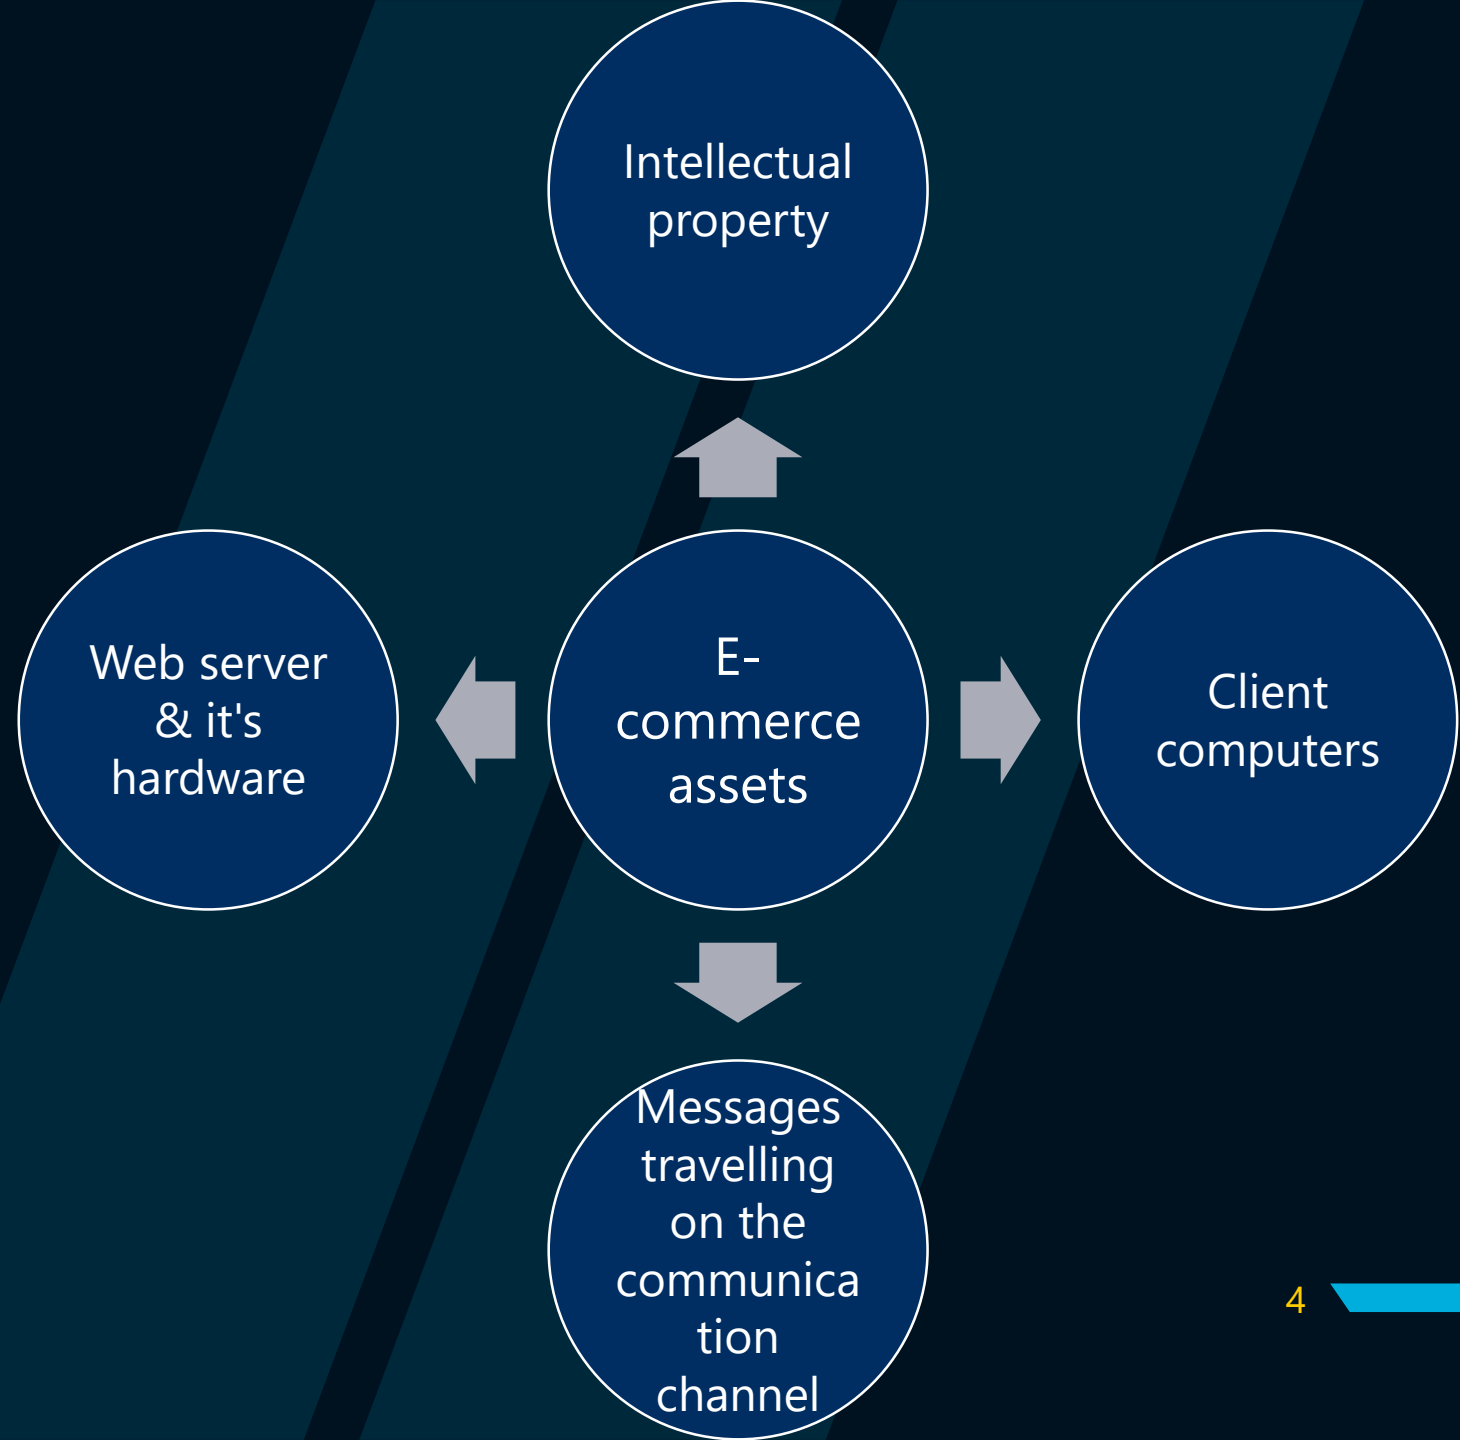 Intellectual
property
Web server
& it's
hardware
E-
commerce
assets
Client
computers
Messages
travelling
on the
communica
tion
channel
4